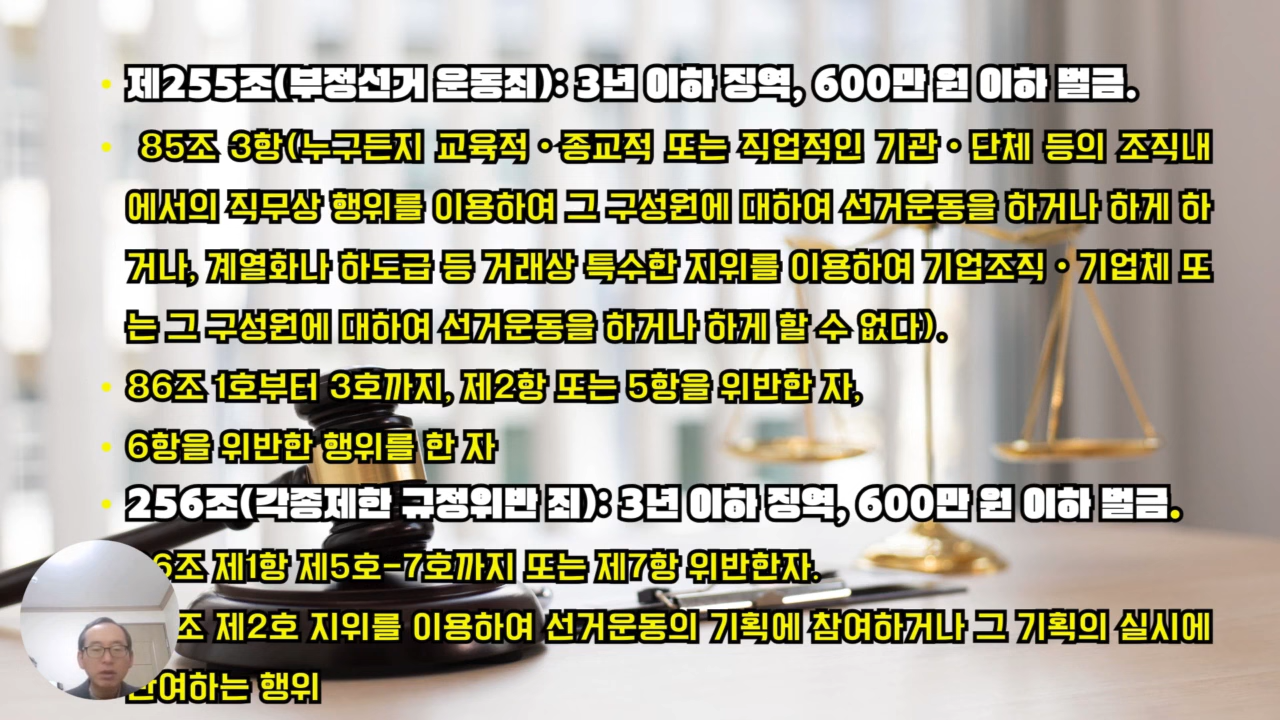 • 제255조(부정선거 운동죄): 3년 이하 징역, 600만 원 이하 벌금.
• 85조 3항(누구든지 교육적•종교적 또는 직업적인 기관•단체 등의 조직내
에서의 직무상 행위를 이용하여 그 구성원에 대하여 선거운동을 하거나 하게 하
거나, 계열화나 하도급 등 거래상 특수한 지위를 이용하여 기업조직•기업체 또
는 그 구성원에 대하여 선거운동을 하거나 하게 할 수 없다).
• 86조 1호부터 3호까지, 제2항 또는 5항을 위반한 자,
• 6항을 위반한 행위를 한 자
• 256조(각종제한 규정위반 죄): 3년 이하 징역, 600만 원 이하 벌금.
6조 제1항 제5호-7호까지 또는 제7항 위반한자.
조 제2호 지위를 이용하여 선거운동의 기획에 참여하거나 그 기획의 실시에
관여하는 행위